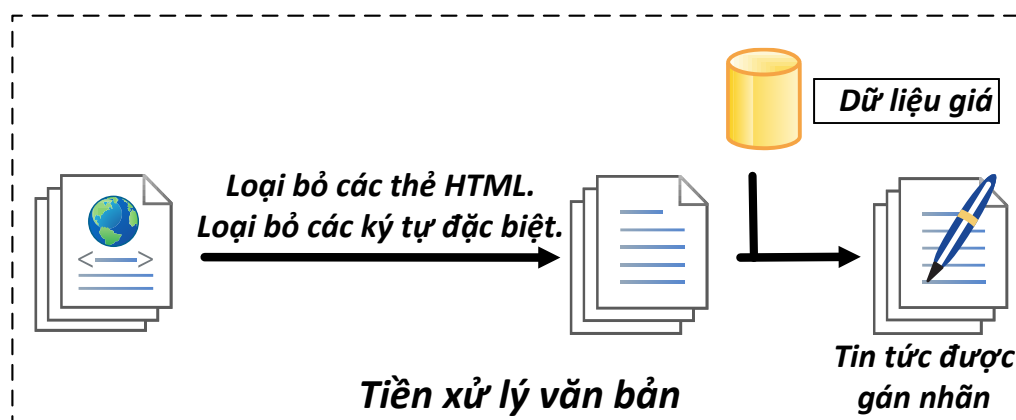 Dữ liệu giá
Loại bỏ các thẻ HTML.
Loại bỏ các ký tự đặc biệt.
Tin tức được
gán nhãn
Tiền xử lý văn bản